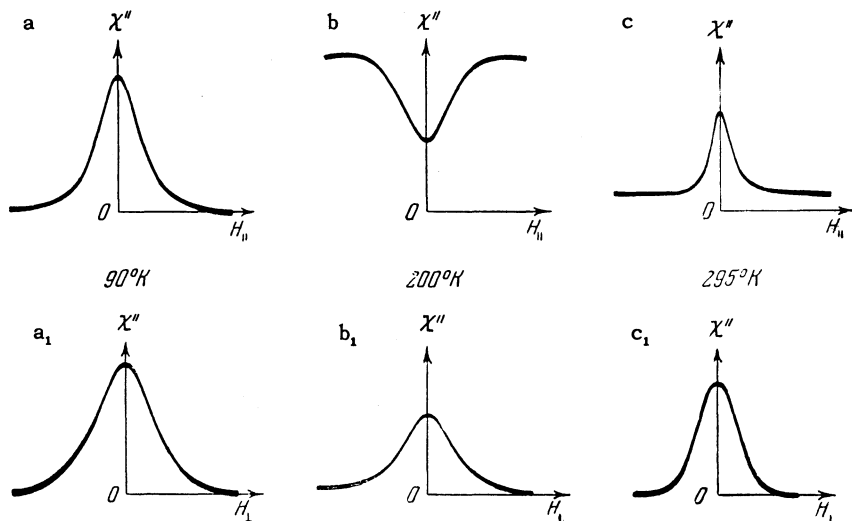 a χ″ b χ″ c χ″
0 H∥ 0 H∥ 0 H∥
90°K 200°K 295°K
a₁ χ″ b₁ χ″ c₁ χ″
0 H⊥ 0 H⊥ 0 H⊥